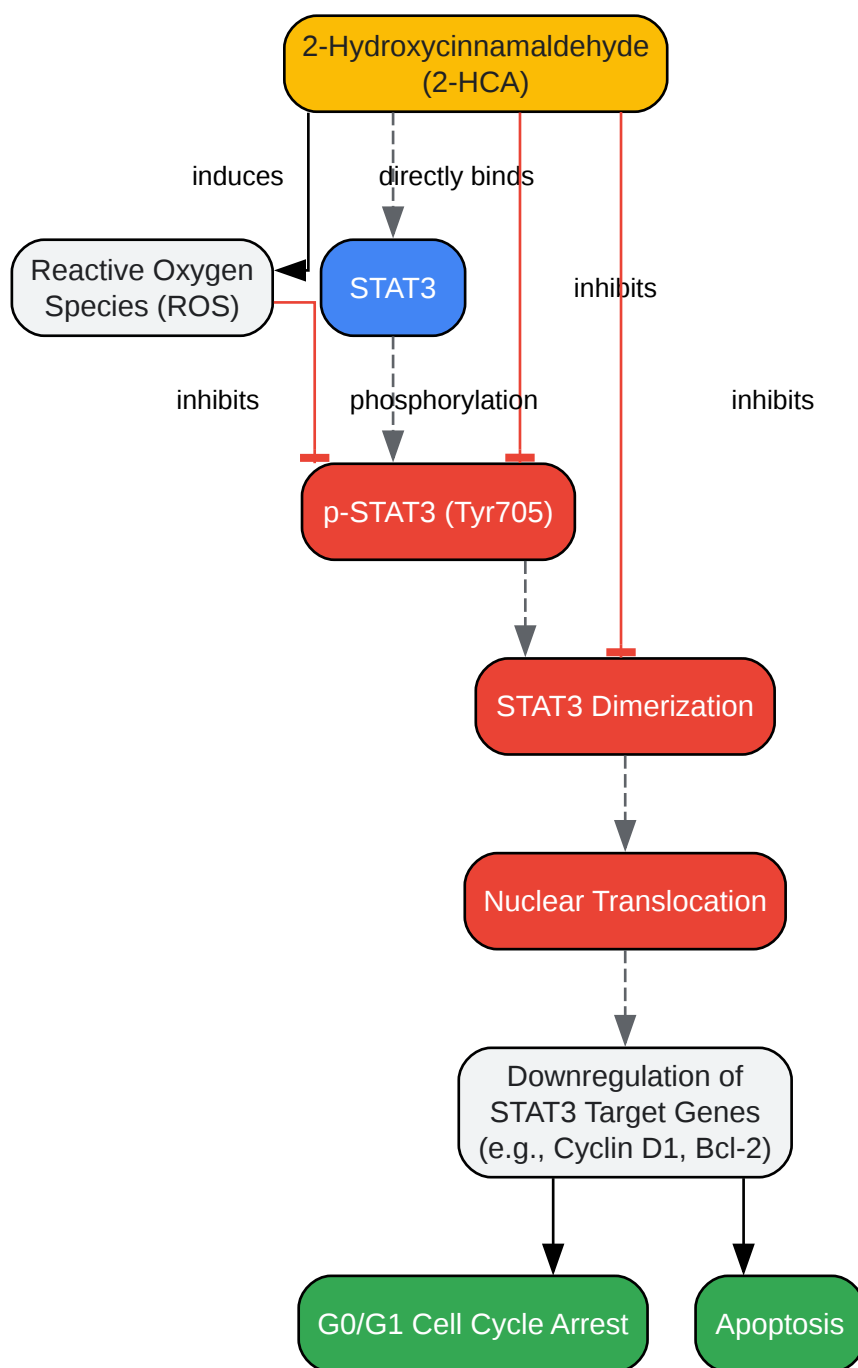 2-Hydroxycinnamaldehyde
(2-HCA)
induces
directly binds
Reactive Oxygen
Species (ROS)
STAT3
inhibits
inhibits
phosphorylation
inhibits
p-STAT3 (Tyr705)
STAT3 Dimerization
Nuclear Translocation
Downregulation of
STAT3 Target Genes
(e.g., Cyclin D1, Bcl-2)
G0/G1 Cell Cycle Arrest
Apoptosis